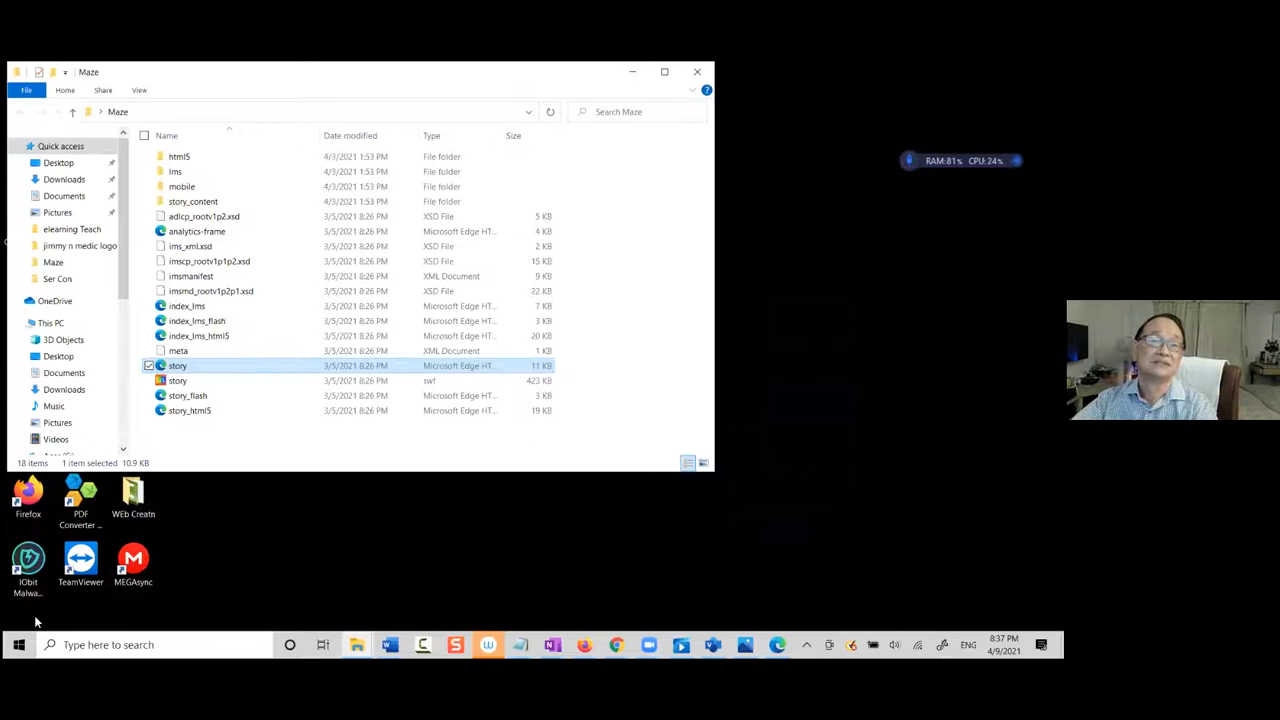 Maze
File Home Share View
Maze
Search Maze
Name Date modified Type Size
Quick access
Desktop
Downloads
Documents
Pictures
elearning Teach
jimmy n medic logo
Maze
Ser Con
OneDrive
This PC
3D Objects
Desktop
Documents
Downloads
Music
Pictures
Videos
html5 4/3/2021 1:53 PM File folder
lms 4/3/2021 1:53 PM File folder
mobile 4/3/2021 1:53 PM File folder
story_content 4/3/2021 1:53 PM File folder
adlcp_rootv1p2.xsd 3/5/2021 8:26 PM XSD File 5 KB
analytics-frame 3/5/2021 8:26 PM Microsoft Edge HT... 4 KB
ims_xml.xsd 3/5/2021 8:26 PM XSD File 2 KB
imscp_rootv1p1p2.xsd 3/5/2021 8:26 PM XSD File 15 KB
imsmanifest 3/5/2021 8:26 PM XML Document 9 KB
imsmd_rootv1p2p1.xsd 3/5/2021 8:26 PM XSD File 22 KB
index_lms 3/5/2021 8:26 PM Microsoft Edge HT... 7 KB
index_lms_flash 3/5/2021 8:26 PM Microsoft Edge HT... 3 KB
index_lms_html5 3/5/2021 8:26 PM Microsoft Edge HT... 20 KB
meta 3/5/2021 8:26 PM XML Document 1 KB
story 3/5/2021 8:26 PM Microsoft Edge HT... 11 KB
story 3/5/2021 8:26 PM swf 423 KB
story_flash 3/5/2021 8:26 PM Microsoft Edge HT... 3 KB
story_html5 3/5/2021 8:26 PM Microsoft Edge HT... 19 KB
18 items 1 item selected 10.9 KB
RAM:81% CPU:24%
Firefox
PDF
Converter ...
WEb Creatn
IObit
Malwa...
TeamViewer
MEGAsync
Type here to search
ENG
8:37 PM
4/9/2021